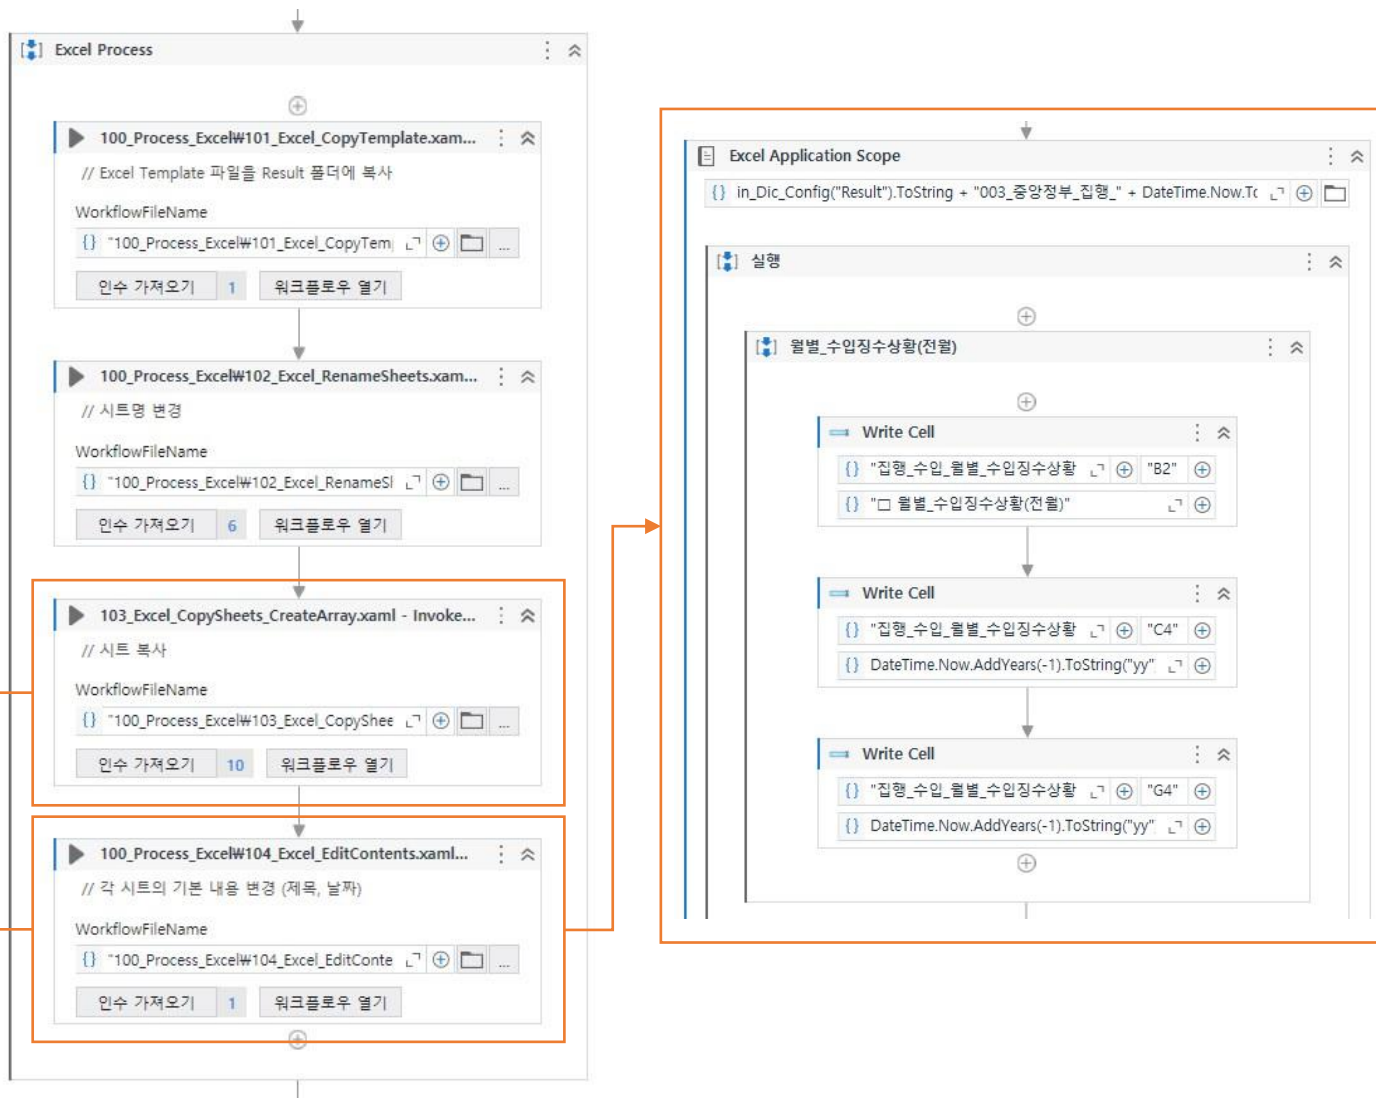 Excel Process
100_Process_Excel₩101_Excel_CopyTemplate.xam...
// Excel Template 파일을 Result 폴더에 복사
WorkflowFileName
"100_Process_Excel₩101_Excel_CopyTem
인수 가져오기 1 워크플로우 열기
100_Process_Excel₩102_Excel_RenameSheets.xam...
// 시트명 변경
WorkflowFileName
"100_Process_Excel₩102_Excel_RenameSl
인수 가져오기 6 워크플로우 열기
103_Excel_CopySheets_CreateArray.xaml - Invoke...
// 시트 복사
WorkflowFileName
"100_Process_Excel₩103_Excel_CopyShee
인수 가져오기 10 워크플로우 열기
100_Process_Excel₩104_Excel_EditContents.xaml...
// 각 시트의 기본 내용 변경 (제목, 날짜)
WorkflowFileName
"100_Process_Excel₩104_Excel_EditConte
인수 가져오기 1 워크플로우 열기
Excel Application Scope
in_Dic_Config("Result").ToString + "003_중앙정부_집행_" + DateTime.Now.Tc
실행
월별_수입징수상황(전월)
Write Cell
"집행_수입_월별_수입징수상황 "B2"
"□ 월별_수입징수상황(전월)"
Write Cell
"집행_수입_월별_수입징수상황 "C4"
DateTime.Now.AddYears(-1).ToString("yy"
Write Cell
"집행_수입_월별_수입징수상황 "G4"
DateTime.Now.AddYears(-1).ToString("yy"